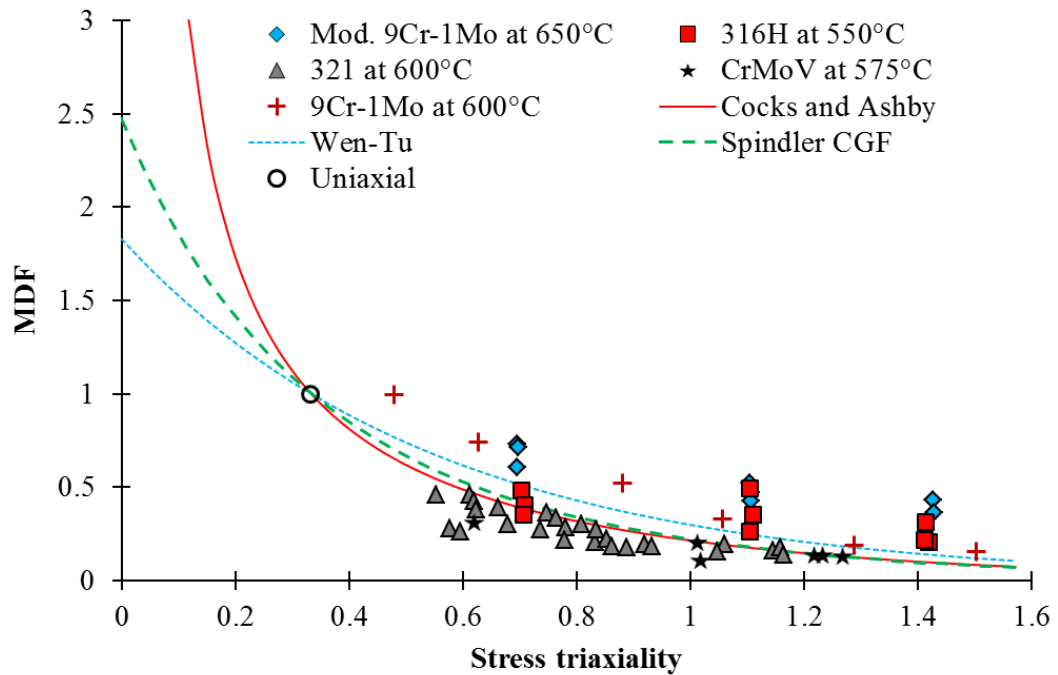 3
2.5
2
1.5
1
0.5
0
MDF
Mod. 9Cr-1Mo at 650°C
316H at 550°C
321 at 600°C
CrMoV at 575°C
9Cr-1Mo at 600°C
Cocks and Ashby
Wen-Tu
Spindler CGF
Uniaxial
0 0.2 0.4 0.6 0.8 1 1.2 1.4 1.6
Stress triaxiality